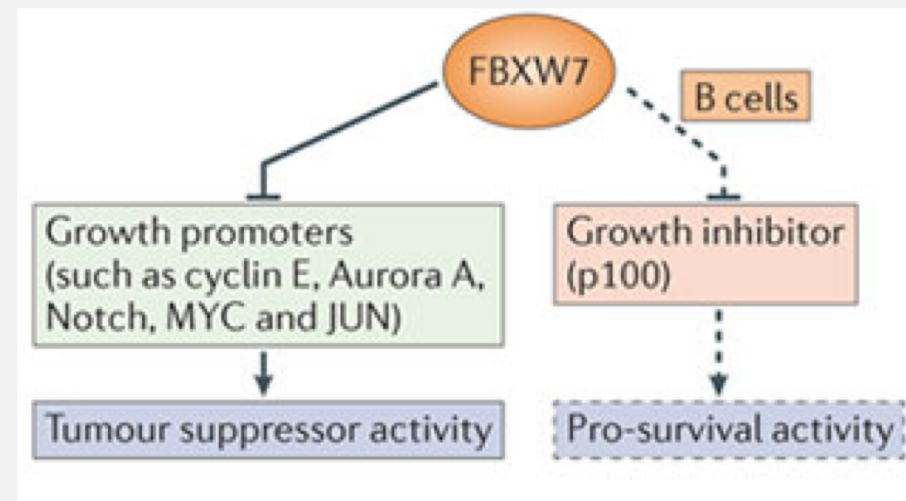 FBXW7
B cells
Growth promoters
(such as cyclin E, Aurora A,
Notch, MYC and JUN)
Growth inhibitor
(p100)
Tumour suppressor activity
Pro-survival activity